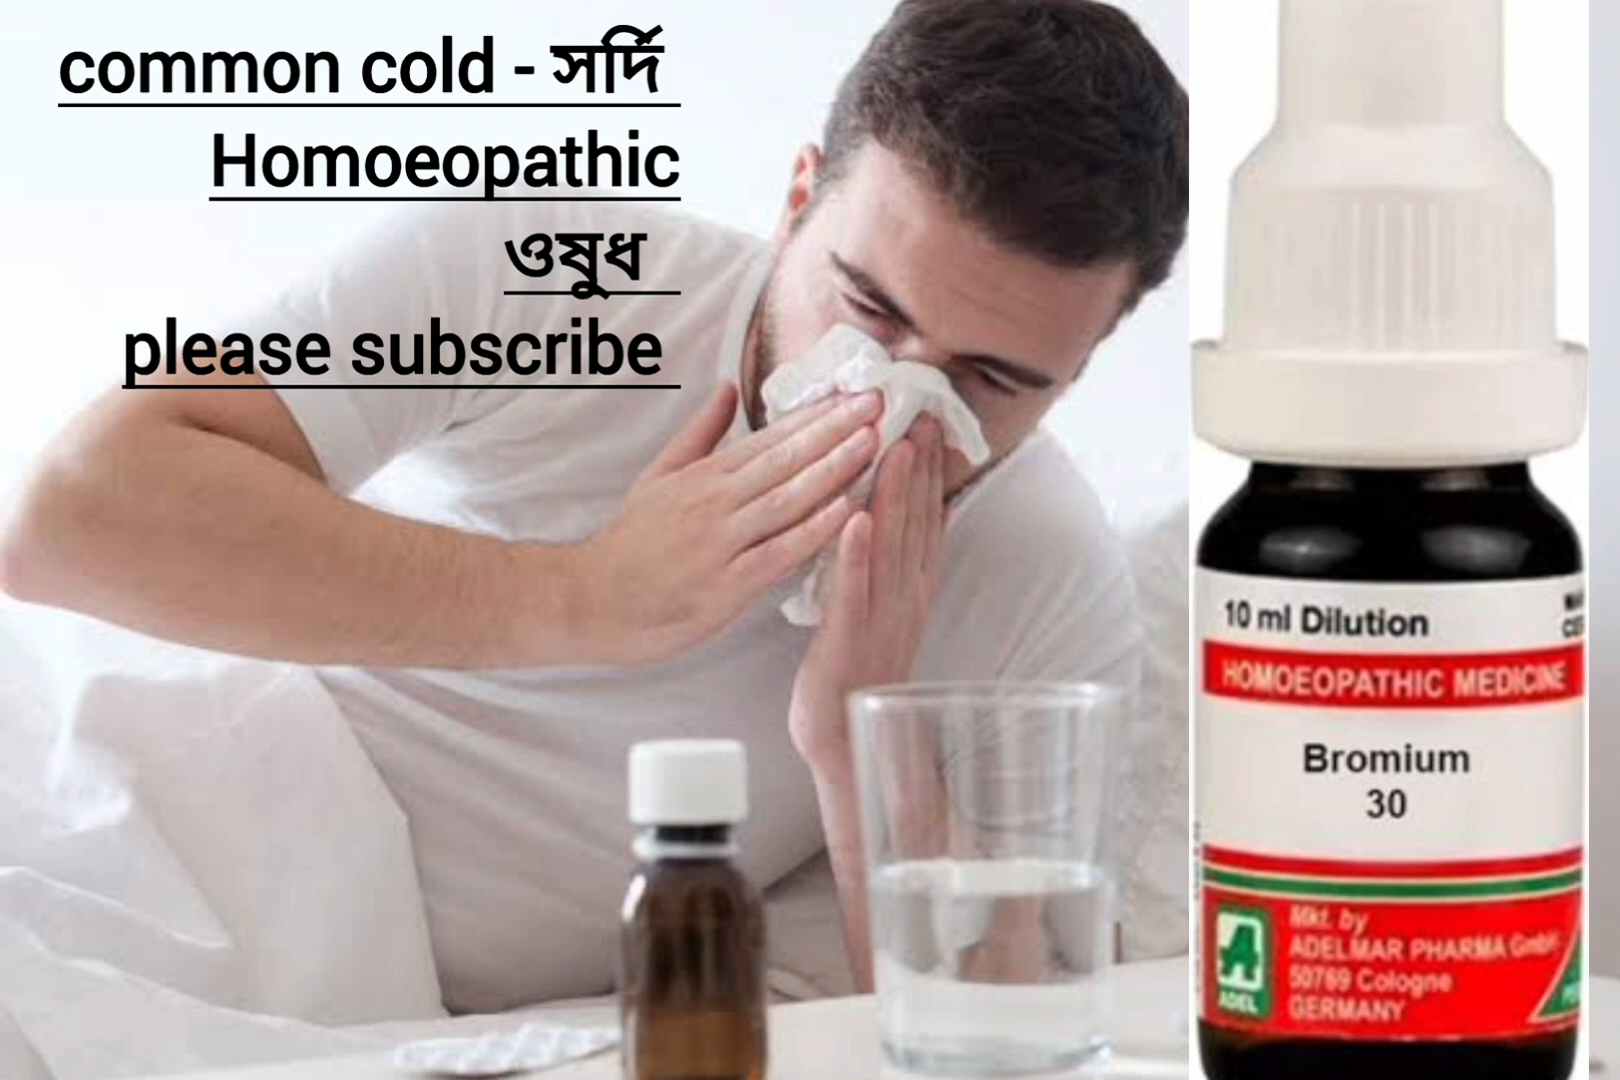 common cold - সর্দি
Homoeopathic
ওষুধ
please subscribe
10 ml Dilution
HOMOEOPATHIC MEDICINE
Bromium
30
Mkt. by
ADELMAR PHARMA GmbH
50769 Cologne
GERMANY
ADEL